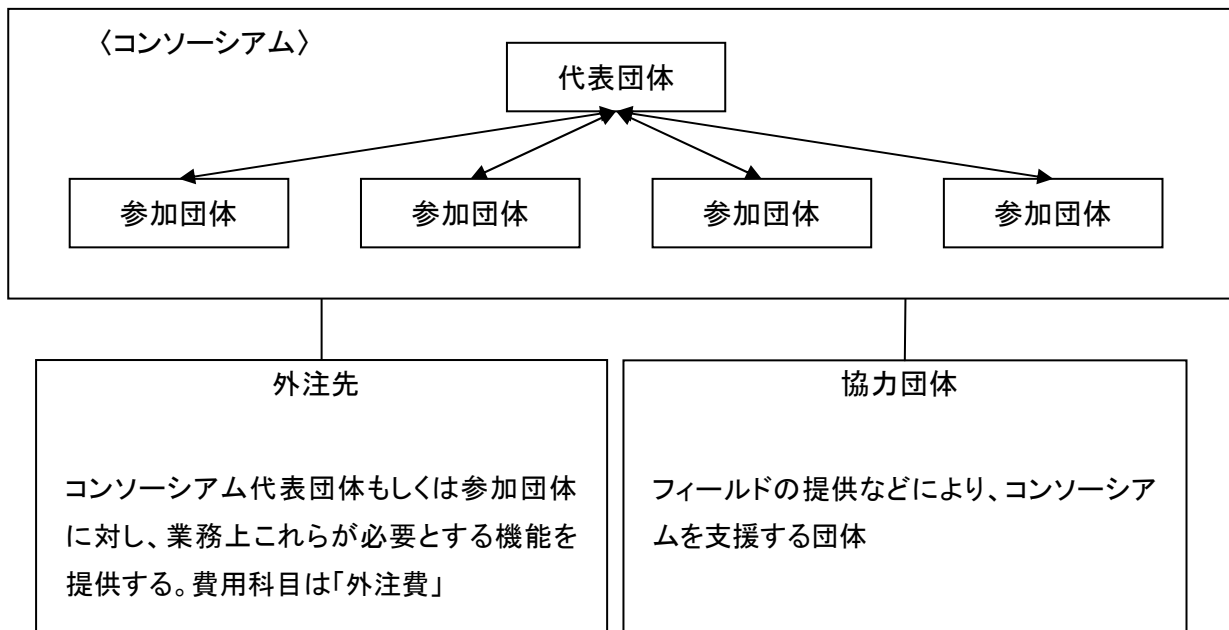 〈コンソーシアム〉
代表団体
参加団体
参加団体
参加団体
参加団体
外注先
コンソーシアム代表団体もしくは参加団体
に対し、業務上これらが必要とする機能を
提供する。費用科目は「外注費」
協力団体
フィールドの提供などにより、コンソーシア
ムを支援する団体